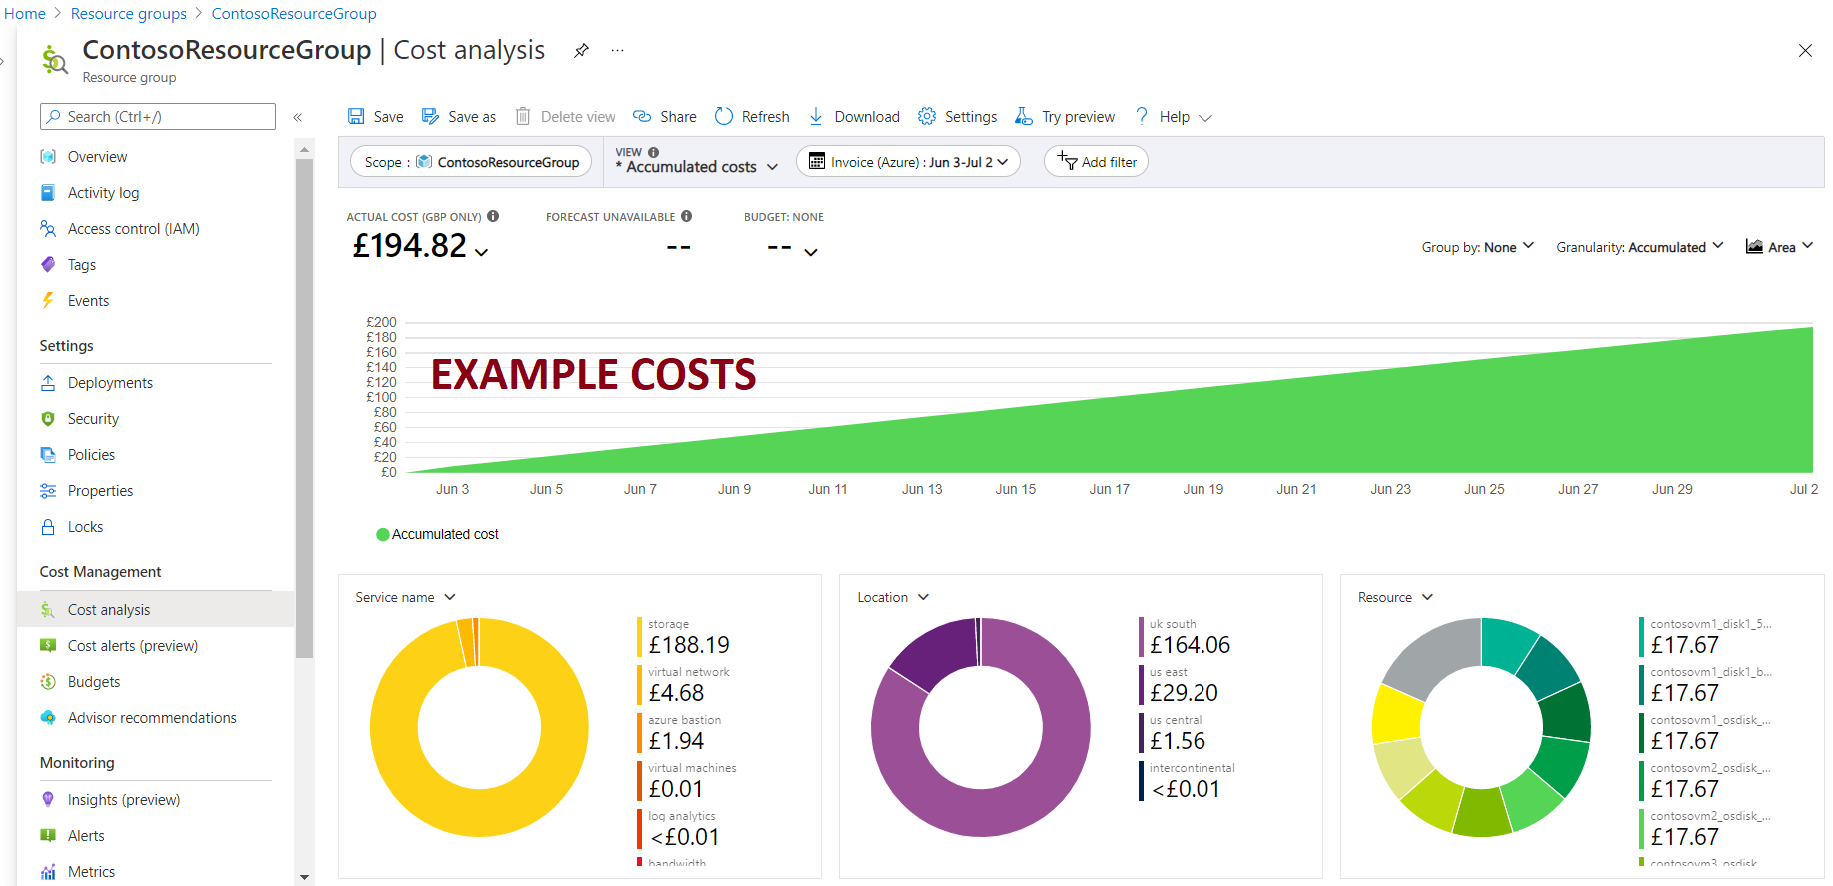 Home > Resource groups > ContosoResourceGroup
ContosoResourceGroup | Cost analysis ...
Resource group
Search (Ctrl+/)
«
Overview
Activity log
Access control (IAM)
Tags
Events
Settings
Deployments
Security
Policies
Properties
Locks
Cost Management
Cost analysis
Cost alerts (preview)
Budgets
Advisor recommendations
Monitoring
Insights (preview)
Alerts
Metrics
Save Save as Delete view Share Refresh Download Settings Try preview ? Help
Scope : ContosoResourceGroup
VIEW
* Accumulated costs
Invoice (Azure) : Jun 3-Jul 2
Add filter
ACTUAL COST (GBP ONLY)
£194.82
FORECAST UNAVAILABLE
--
BUDGET: NONE
--
Group by: None Granularity: Accumulated Area
£200
£180
£160
£140
£120
£100
£80
£60
£40
£20
£0
EXAMPLE COSTS
Jun 3 Jun 5 Jun 7 Jun 9 Jun 11 Jun 13 Jun 15 Jun 17 Jun 19 Jun 21 Jun 23 Jun 25 Jun 27 Jun 29 Jul 2
Accumulated cost
Service name
storage
£188.19
virtual network
£4.68
azure bastion
£1.94
virtual machines
£0.01
log analytics
<£0.01
bandwidth
Location
uk south
£164.06
us east
£29.20
us central
£1.56
intercontinental
<£0.01
Resource
contosovm1_disk1_5...
£17.67
contosovm1_disk1_b...
£17.67
contosovm1_osdisk_...
£17.67
contosovm2_osdisk_...
£17.67
contosovm2_osdisk_...
£17.67
contosovm3_osdisk